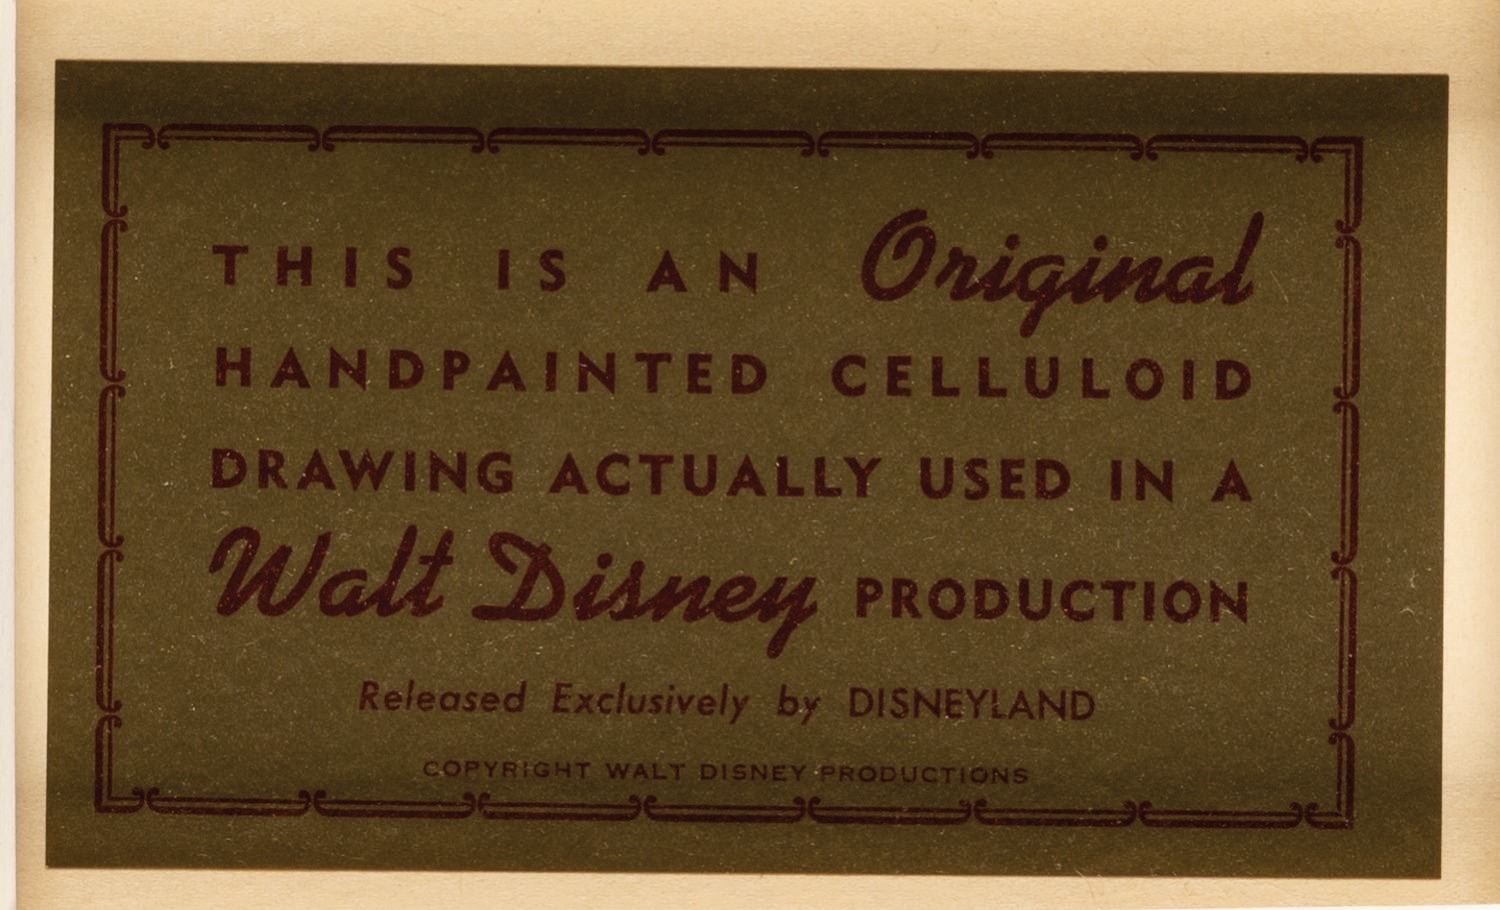 THIS IS AN Original
HANDPAINTED CELLULOID
DRAWING ACTUALLY USED IN A
Walt Disney PRODUCTION
Released Exclusively by DISNEYLAND
COPYRIGHT WALT DISNEY PRODUCTIONS